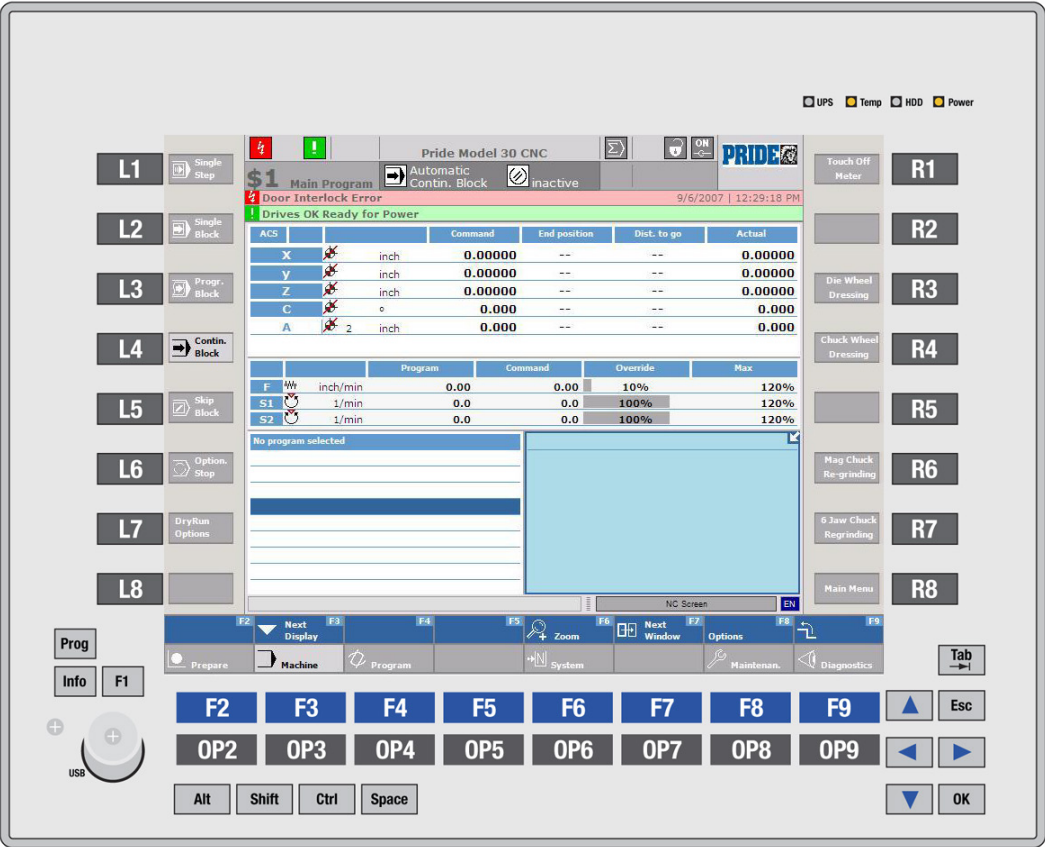 UPS Temp HDD Power
L1
Single
Step
Pride Model 30 CNC
ON
PRIDE
$1 Main Program
Automatic
Contin. Block
inactive
Touch Off
Meter
R1
Door Interlock Error 9/6/2007 | 12:29:18 PM
! Drives OK Ready for Power
L2
Single
Block
R2
ACS Command End position Dist. to go Actual
X inch 0.00000 -- -- 0.00000
y inch 0.00000 -- -- 0.00000
Z inch 0.00000 -- -- 0.00000
C ° 0.000 -- -- 0.000
A 2 inch 0.000 -- -- 0.000
L3
Progr.
Block
Die Wheel
Dressing
R3
L4
Contin.
Block
Chuck Wheel
Dressing
R4
Program Command Override Max
F inch/min 0.00 0.00 10% 120%
S1 1/min 0.0 0.0 100% 120%
S2 1/min 0.0 0.0 100% 120%
L5
Skip
Block
R5
No program selected
L6
Option.
Stop
Mag Chuck
Re-grinding
R6
L7
DryRun
Options
6 Jaw Chuck
Regrinding
R7
L8
Main Menu
R8
NC Screen EN
F2 F3 F4 F5 F6 F7 F8 F9
Next
Display
Zoom
Next
Window
Options
Prepare Machine Program System Maintenan. Diagnostics
Prog
Info F1
Tab
F2 F3 F4 F5 F6 F7 F8 F9
Esc
OP2 OP3 OP4 OP5 OP6 OP7 OP8 OP9
USB
Alt Shift Ctrl Space
OK